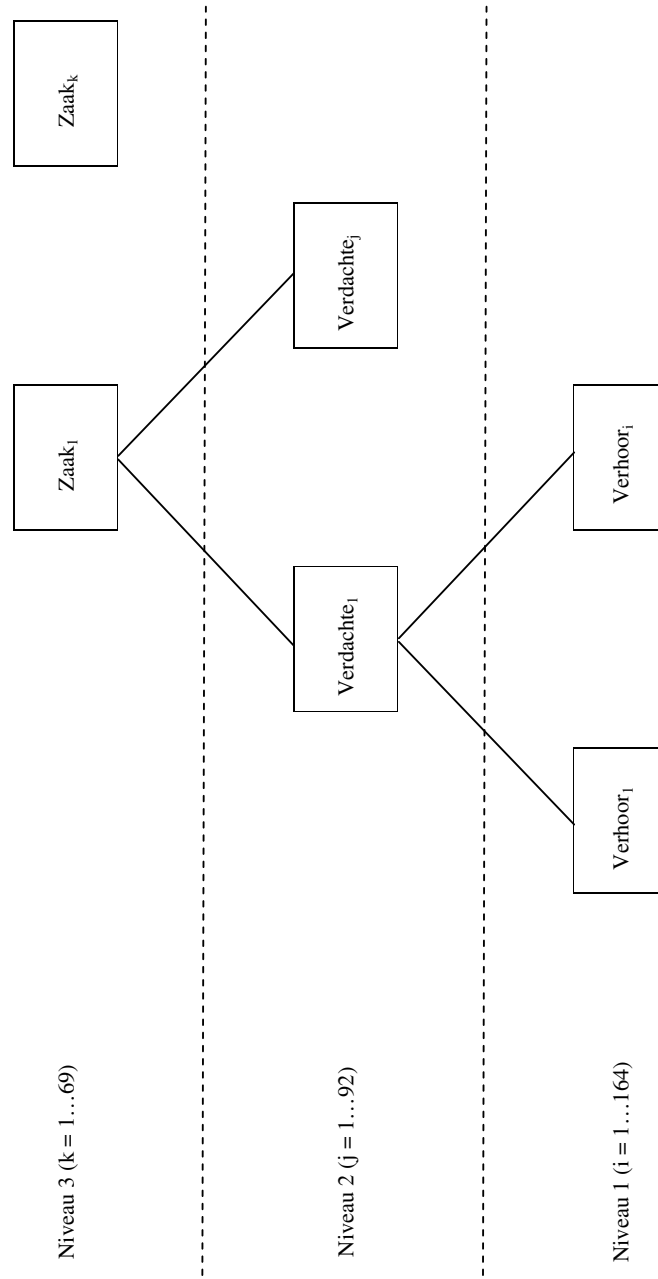 Niveau 3 (k = 1…69)
Zaak₁
Zaakₖ
Niveau 2 (j = 1…92)
Verdachte₁
Verdachteⱼ
Niveau 1 (i = 1…164)
Verhoor₁
Verhoorᵢ